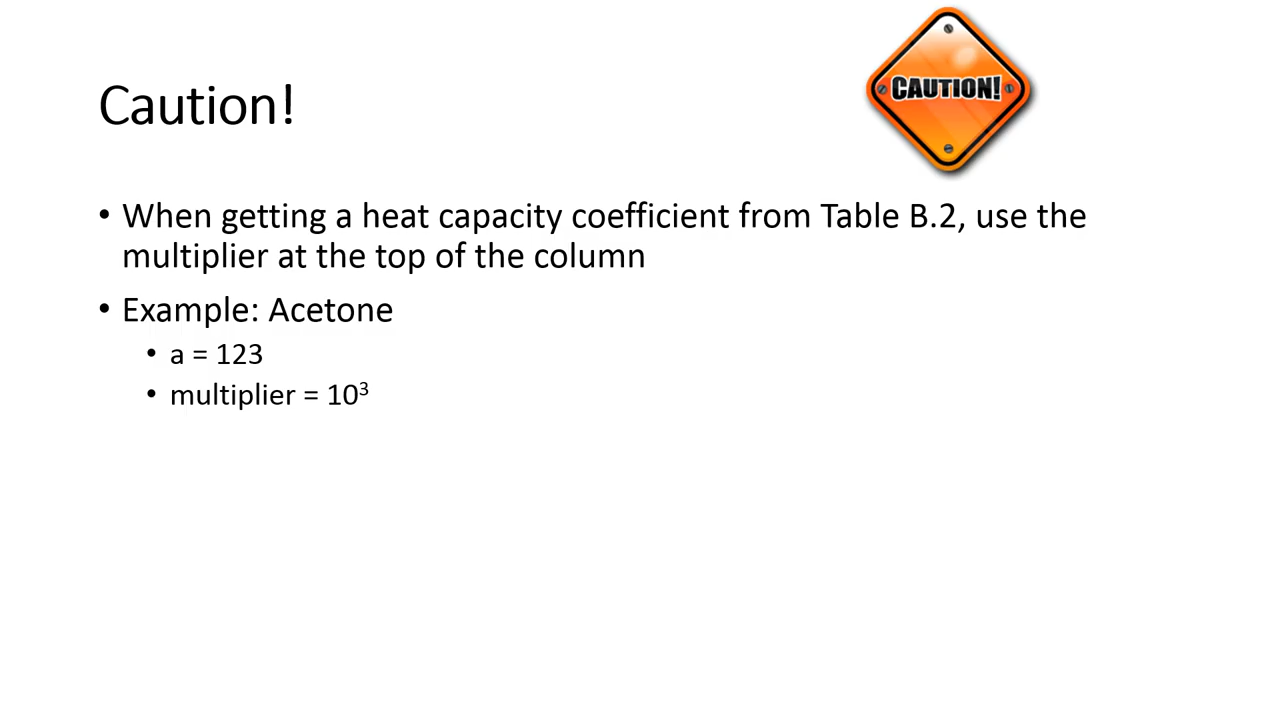 Caution!
CAUTION!
• When getting a heat capacity coefficient from Table B.2, use the
multiplier at the top of the column
• Example: Acetone
• a = 123
• multiplier = 10³